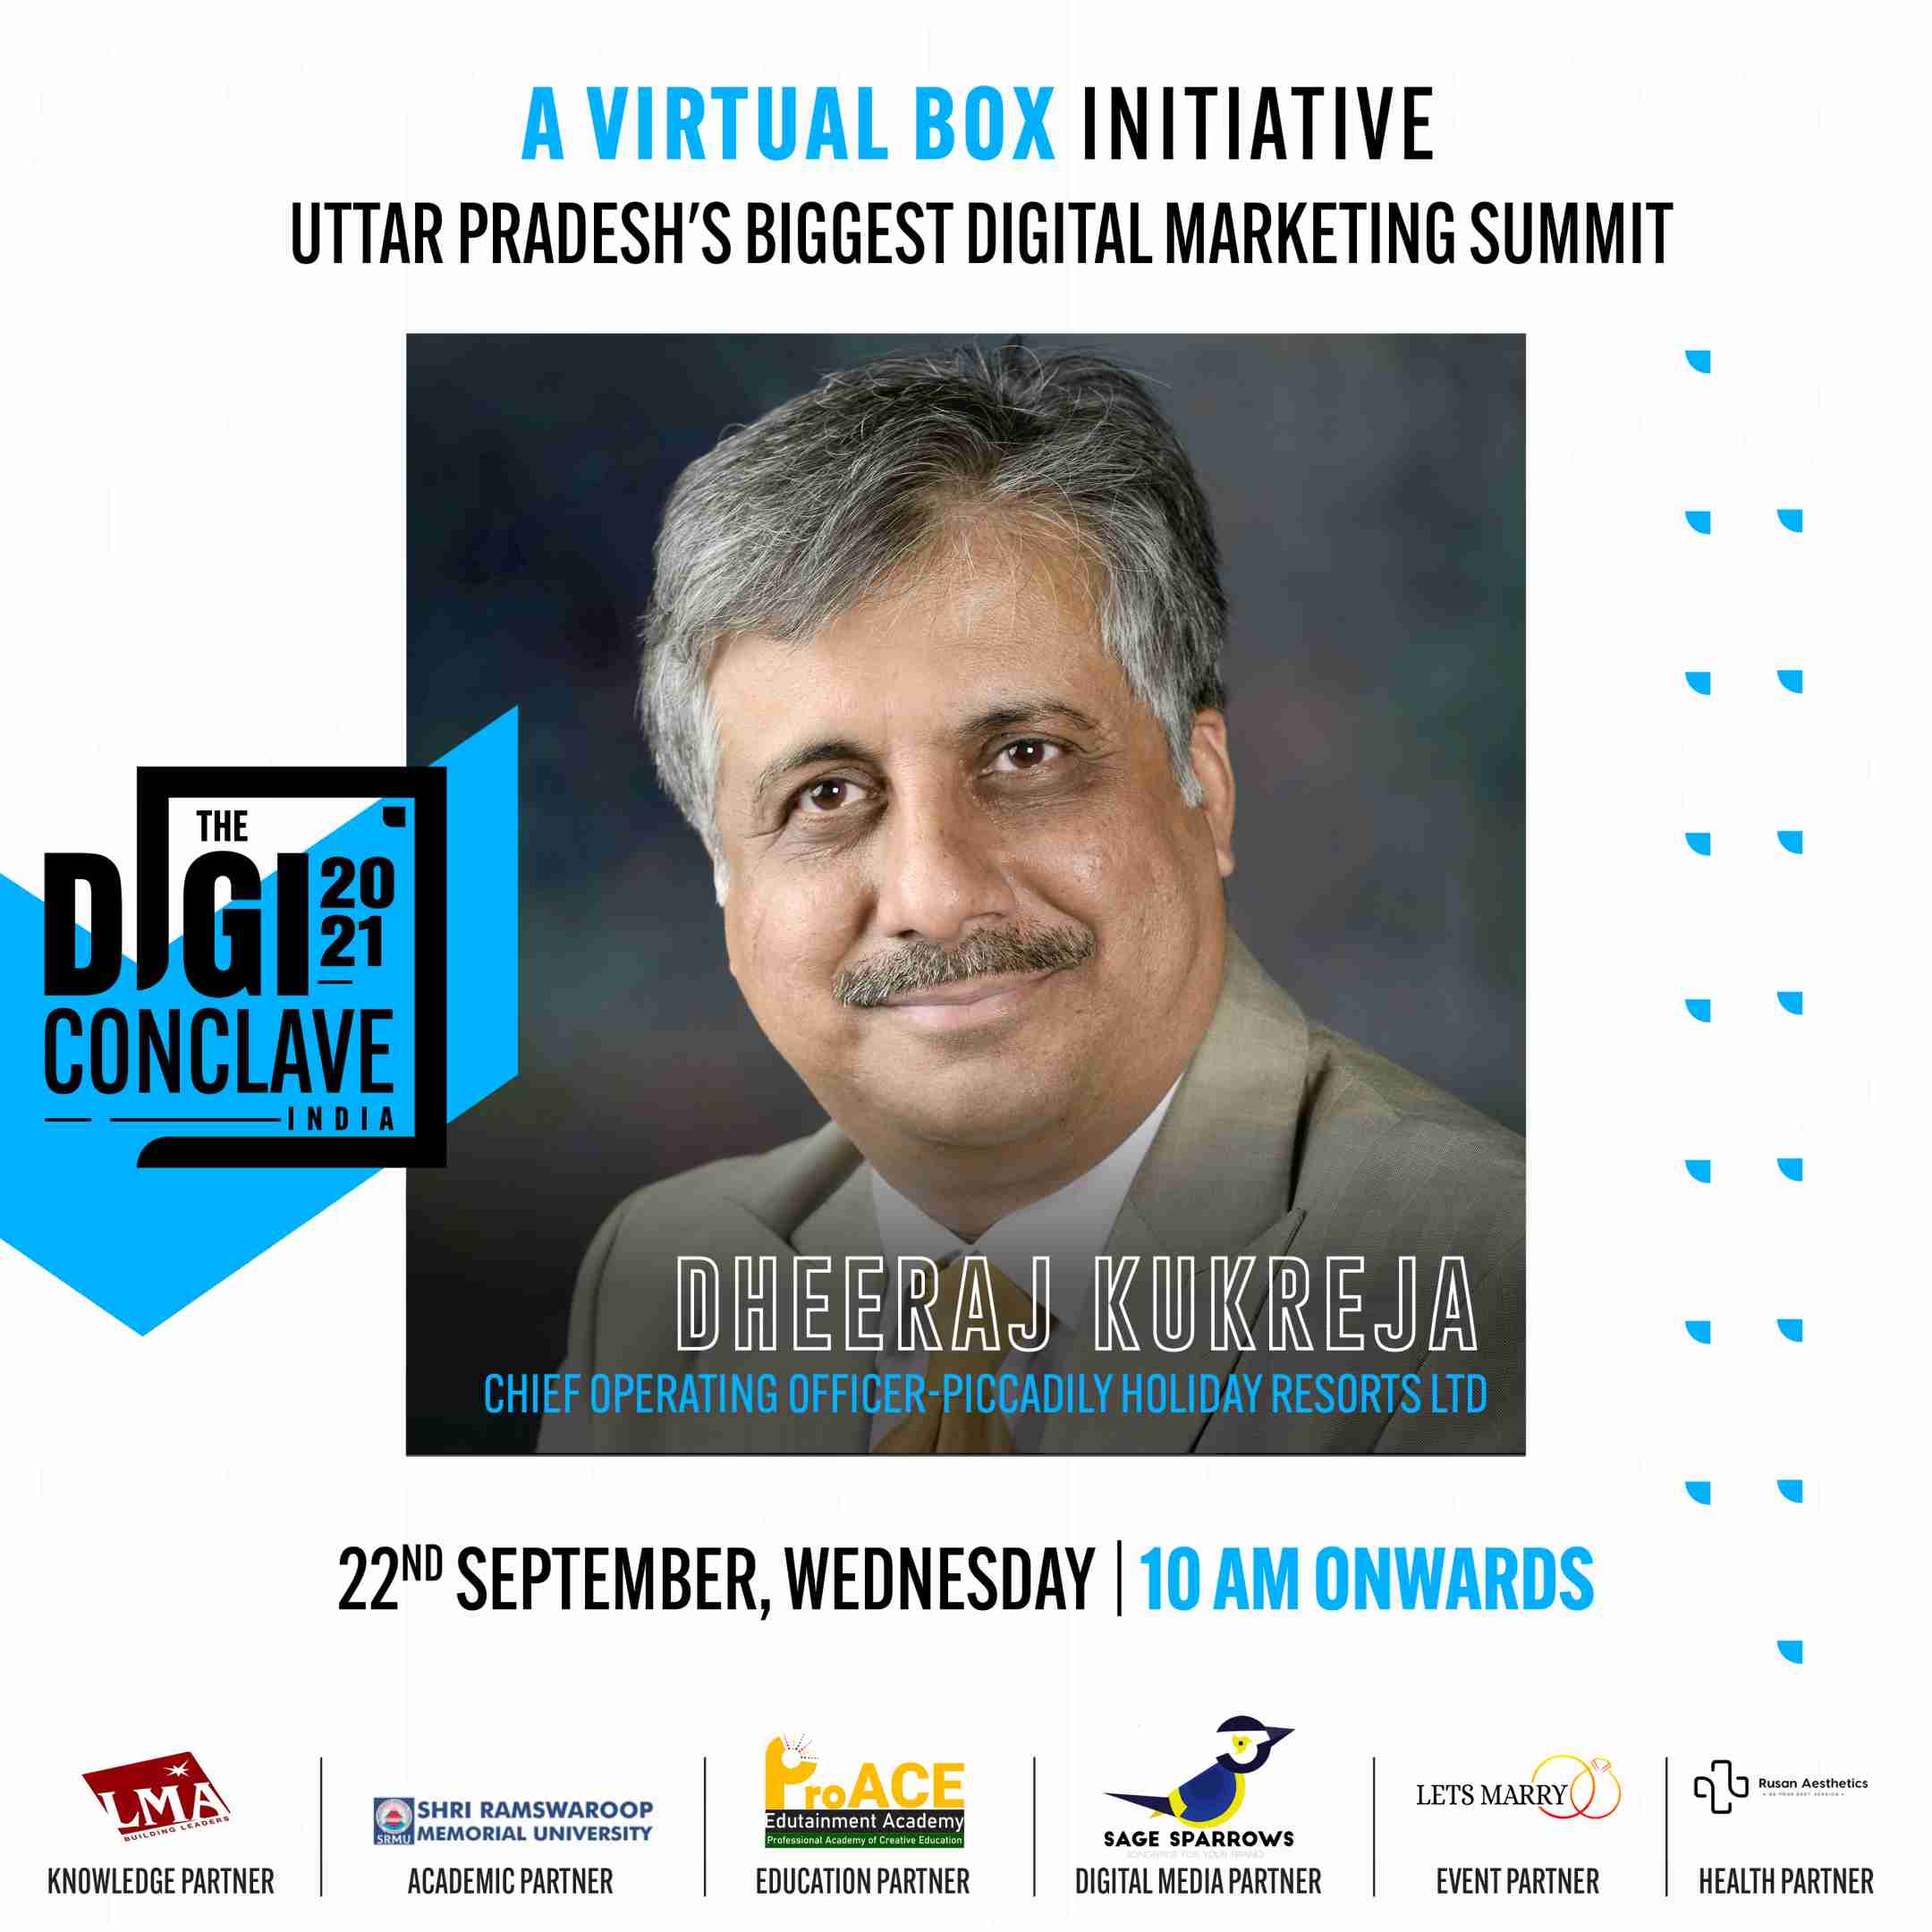 A VIRTUAL BOX INITIATIVE
UTTAR PRADESH'S BIGGEST DIGITAL MARKETING SUMMIT
THE
DIGI 20
21
CONCLAVE
INDIA
DHEERAJ KUKREJA
CHIEF OPERATING OFFICER-PICCADILY HOLIDAY RESORTS LTD
22ND SEPTEMBER, WEDNESDAY | 10 AM ONWARDS
LMA
BUILDING LEADERS
KNOWLEDGE PARTNER
SRMU
SHRI RAMSWAROOP
MEMORIAL UNIVERSITY
ACADEMIC PARTNER
ProACE
Edutainment Academy
Professional Academy of Creative Education
EDUCATION PARTNER
SAGE SPARROWS
DIGITAL MEDIA PARTNER
LETS MARRY
EVENT PARTNER
Rusan Aesthetics
HEALTH PARTNER